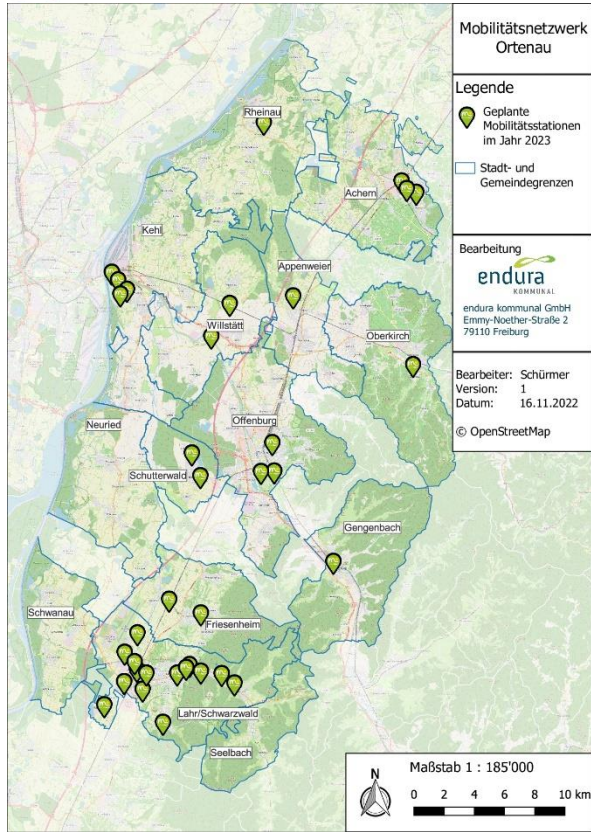 Mobilitätsnetzwerk
Ortenau
Legende
Geplante
Mobilitätsstationen
im Jahr 2023
Stadt- und
Gemeindegrenzen
Bearbeitung
endura
KOMMUNAL
endura kommunal GmbH
Emmy-Noether-Straße 2
79110 Freiburg
Bearbeiter: Schürmer
Version: 1
Datum: 16.11.2022
© OpenStreetMap
Rheinau
Achern
Kehl
Appenweier
Willstätt
Oberkirch
Neuried
Offenburg
Schutterwald
Gengenbach
Schwanau
Friesenheim
Lahr/Schwarzwald
Seelbach
N
Maßstab 1 : 185'000
0 2 4 6 8 10 km